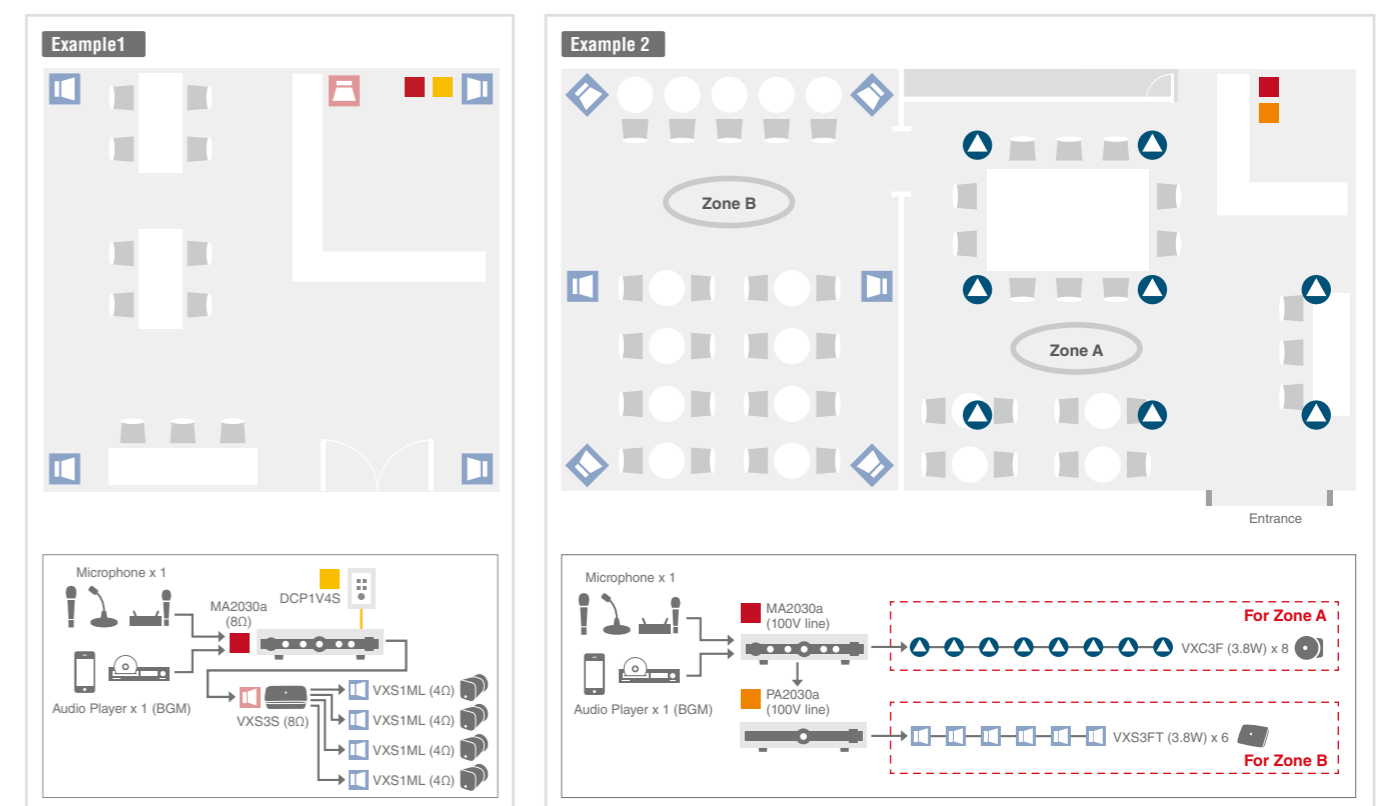 Example1
Microphone x 1
MA2030a
(8Ω)
DCP1V4S
Audio Player x 1 (BGM)
VXS3S (8Ω)
VXS1ML (4Ω)
VXS1ML (4Ω)
VXS1ML (4Ω)
VXS1ML (4Ω)
Example 2
Zone B
Zone A
Entrance
Microphone x 1
MA2030a
(100V line)
Audio Player x 1 (BGM)
PA2030a
(100V line)
For Zone A
VXC3F (3.8W) x 8
VXS3FT (3.8W) x 6
For Zone B